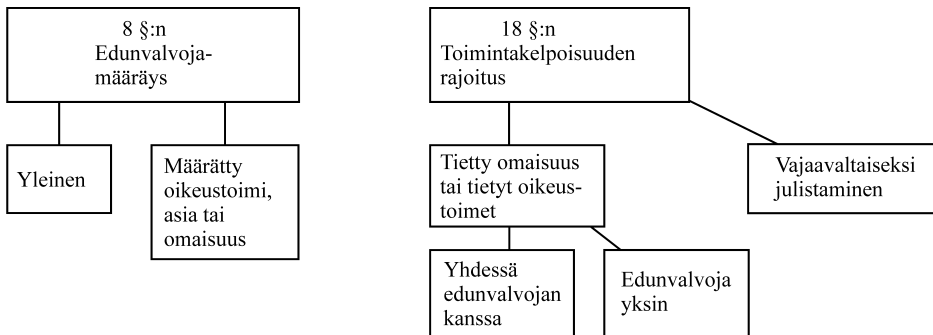 8 §:n
Edunvalvoja-
määräys
Yleinen
Määrätty
oikeustoimi,
asia tai
omaisuus
18 §:n
Toimintakelpoisuuden
rajoitus
Tietty omaisuus
tai tietyt oikeus-
toimet
Vajaavaltaiseksi
julistaminen
Yhdessä
edunvalvojan
kanssa
Edunvalvoja
yksin